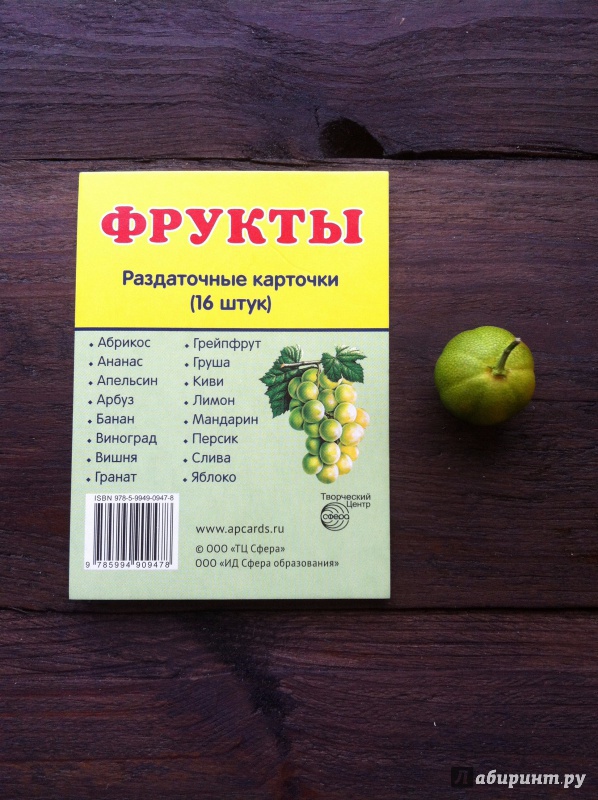 ФРУКТЫ
Раздаточные карточки
(16 штук)
• Абрикос
• Ананас
• Апельсин
• Арбуз
• Банан
• Виноград
• Вишня
• Гранат
• Грейпфрут
• Груша
• Киви
• Лимон
• Мандарин
• Персик
• Слива
• Яблоко
ISBN 978-5-9949-0947-8
9 785994 909478
Творческий
Центр
сфера
www.apcards.ru
© ООО «ТЦ Сфера»
ООО «ИД Сфера образования»
Лабиринт.ру